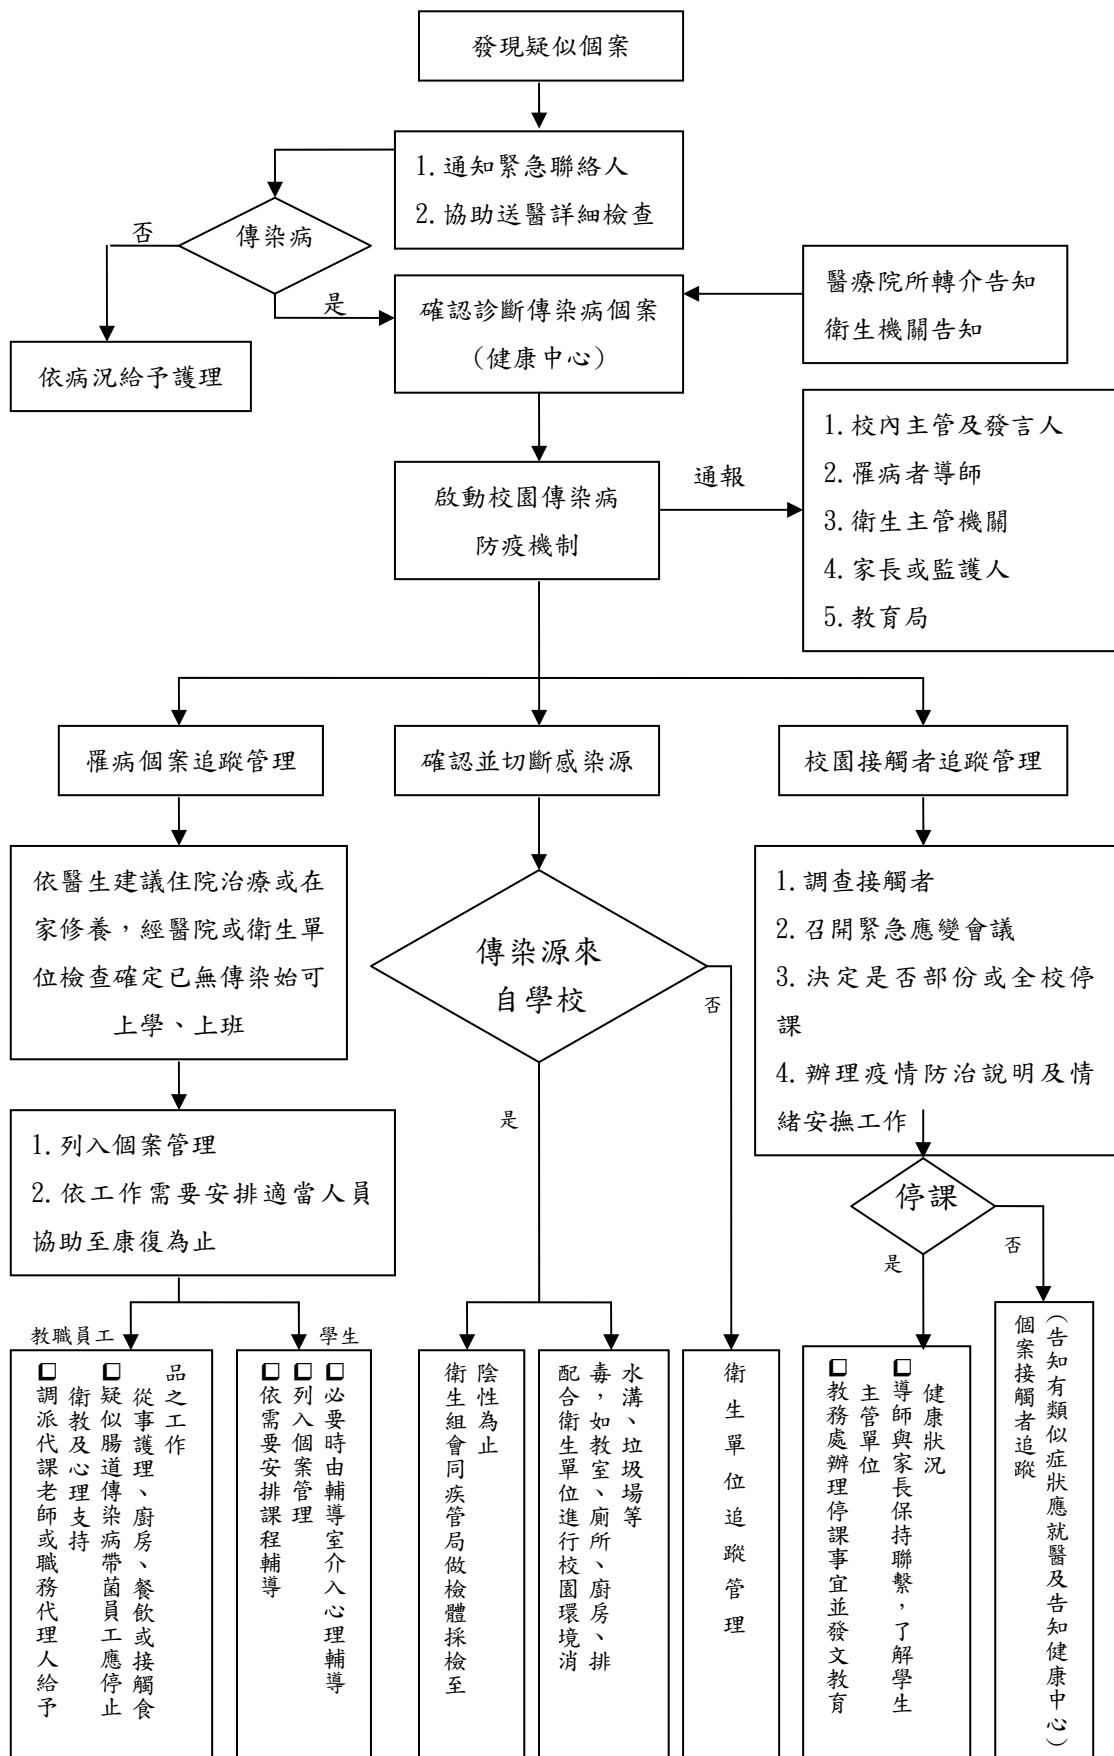 發現疑似個案
1.通知緊急聯絡人
2.協助送醫詳細檢查
傳染病
否
是
依病況給予護理
確認診斷傳染病個案
(健康中心)
醫療院所轉介告知
衛生機關告知
啟動校園傳染病
防疫機制
通報
1.校內主管及發言人
2.罹病者導師
3.衛生主管機關
4.家長或監護人
5.教育局
罹病個案追蹤管理
確認並切斷感染源
校園接觸者追蹤管理
依醫生建議住院治療或在
家修養，經醫院或衛生單
位檢查確定已無傳染始可
上學、上班
傳染源來
自學校
否
是
1.調查接觸者
2.召開緊急應變會議
3.決定是否部份或全校停
課
4.辦理疫情防治說明及情
緒安撫工作
1.列入個案管理
2.依工作需要安排適當人員
協助至康復為止
停課
是
否
教職員工
學生
❑調派代課老師或職務代理人給予
衛教及心理支持
❑疑似腸道傳染病帶菌員工應停止
從事護理、廚房、餐飲或接觸食
品之工作
❑依需要安排課程輔導
❑列入個案管理
❑必要時由輔導室介入心理輔導
衛生組會同疾管局做檢體採檢至
陰性為止
配合衛生單位進行校園環境消
毒，如教室、廁所、廚房、排
水溝、垃圾場等
衛生單位追蹤管理
❑教務處辦理停課事宜並發文教育
主管單位
❑導師與家長保持聯繫，了解學生
健康狀況
個案接觸者追蹤
（告知有類似症狀應就醫及告知健康中心）